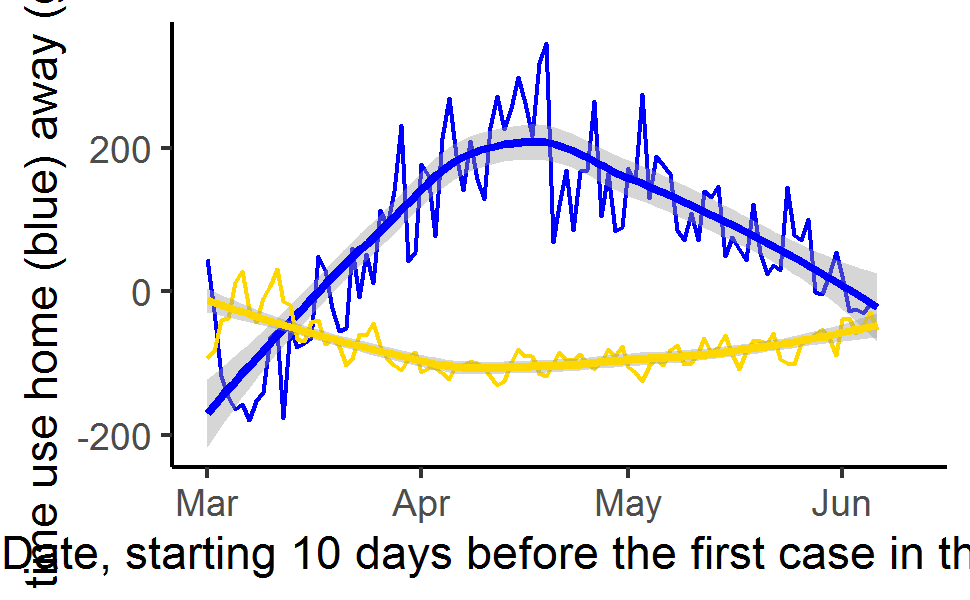 time use home (blue) away (g
200
0
-200
Mar Apr May Jun
Date, starting 10 days before the first case in th